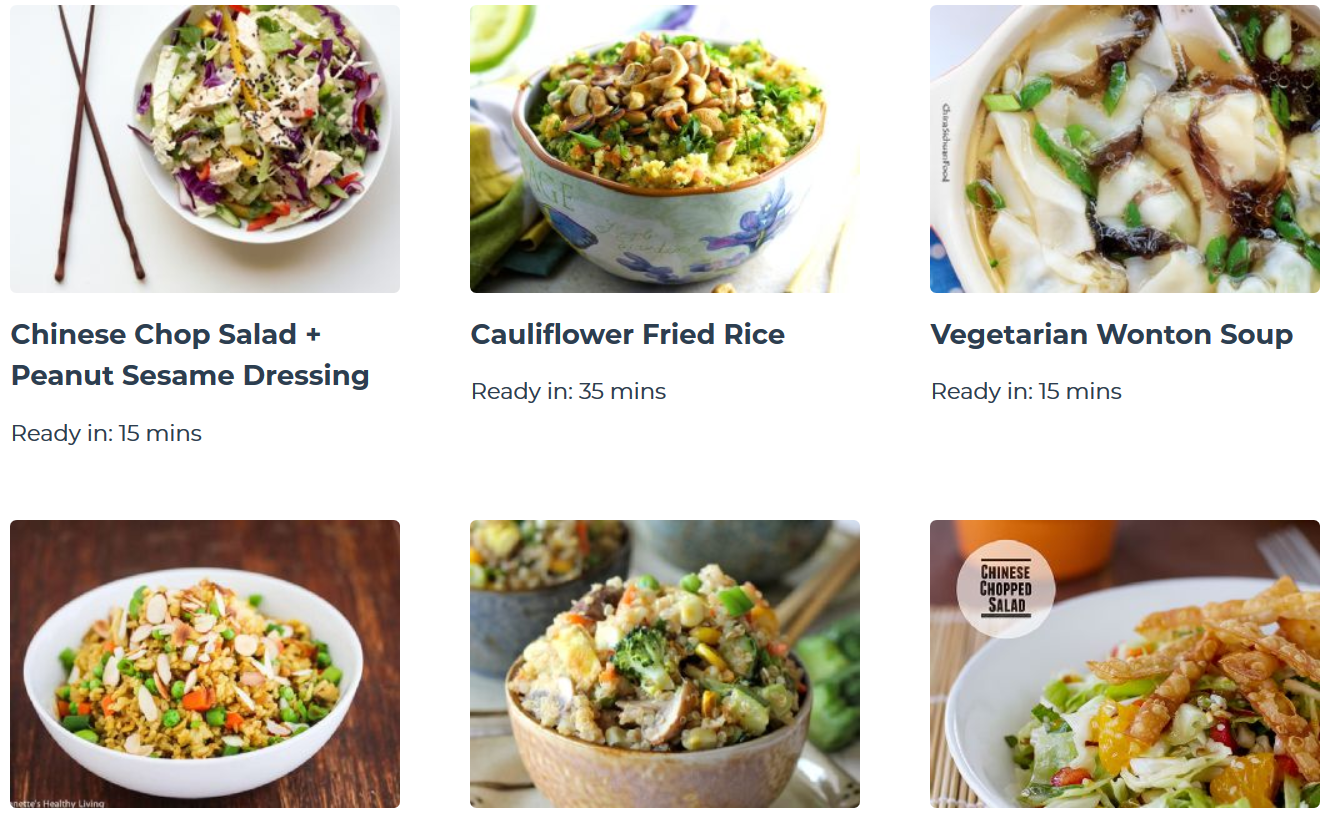 ChinaSichuanFood
Chinese Chop Salad +
Peanut Sesame Dressing
Ready in: 15 mins
Cauliflower Fried Rice
Ready in: 35 mins
Vegetarian Wonton Soup
Ready in: 15 mins
nette's Healthy Living
CHINESE
CHOPPED
SALAD